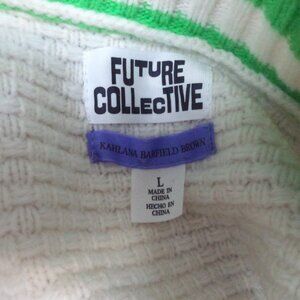 FUTURE
COLLECTIVE
KAHLANA BARFIELD BROWN
L
MADE IN
CHINA
HECHO EN
CHINA